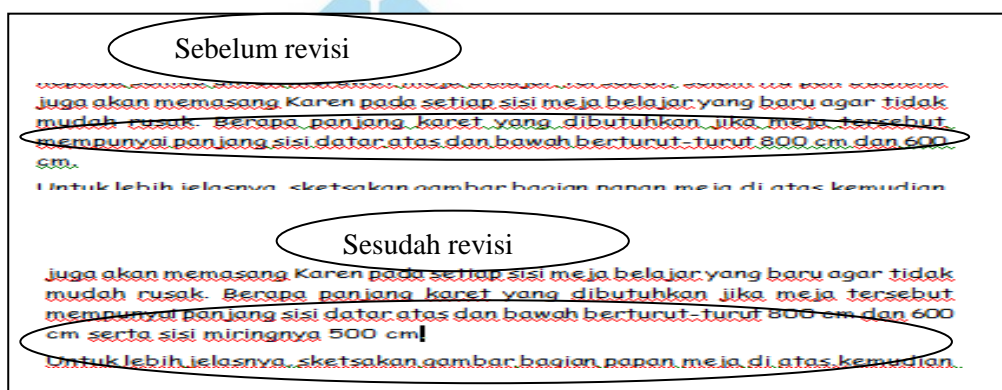 Sebelum revisi
juga akan memasang Karen pada setiap sisi meja belajar yang baru agar tidak
mudah rusak. Berapa panjang karet yang dibutuhkan jika meja tersebut
mempunyai panjang sisi datar atas dan bawah berturut-turut 800 cm dan 600
cm.
Untuk lebih jelasnya, sketsakan gambar bagian papan meja di atas kemudian
Sesudah revisi
juga akan memasang Karen pada setiap sisi meja belajar yang baru agar tidak
mudah rusak. Berapa panjang karet yang dibutuhkan jika meja tersebut
mempunyai panjang sisi datar atas dan bawah berturut-turut 800 cm dan 600
cm serta sisi miringnya 500 cm
Untuk lebih jelasnya, sketsakan gambar bagian papan meja di atas kemudian